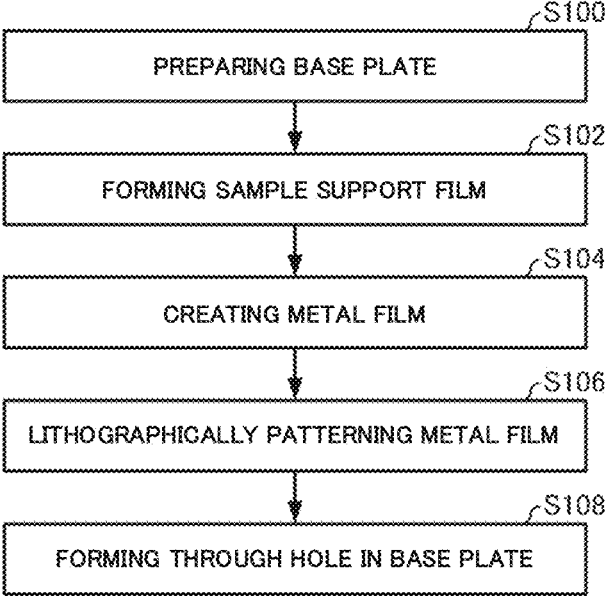 S100
PREPARING BASE PLATE
S102
FORMING SAMPLE SUPPORT FILM
S104
CREATING METAL FILM
S106
LITHOGRAPHICALLY PATTERNING METAL FILM
S108
FORMING THROUGH HOLE IN BASE PLATE